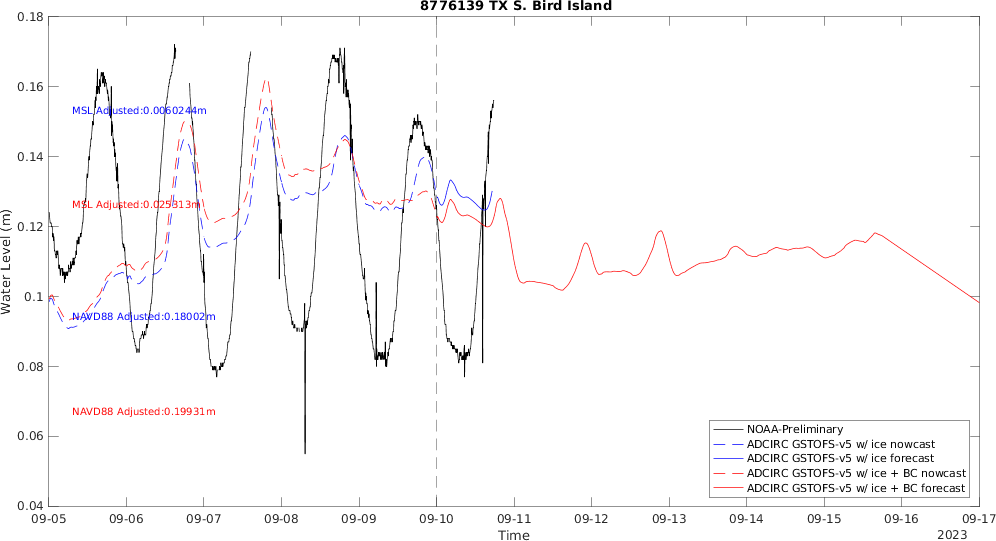 8776139 TX S. Bird Island
0.18
0.16
0.14
0.12
0.1
0.08
0.06
0.04
Water Level (m)
MSL Adjusted:0.0060244m
MSL Adjusted:0.025313m
NAVD88 Adjusted:0.18002m
NAVD88 Adjusted:0.19931m
NOAA-Preliminary
ADCIRC GSTOFS-v5 w/ ice nowcast
ADCIRC GSTOFS-v5 w/ ice forecast
ADCIRC GSTOFS-v5 w/ ice + BC nowcast
ADCIRC GSTOFS-v5 w/ ice + BC forecast
09-05 09-06 09-07 09-08 09-09 09-10 09-11 09-12 09-13 09-14 09-15 09-16 09-17
Time
2023